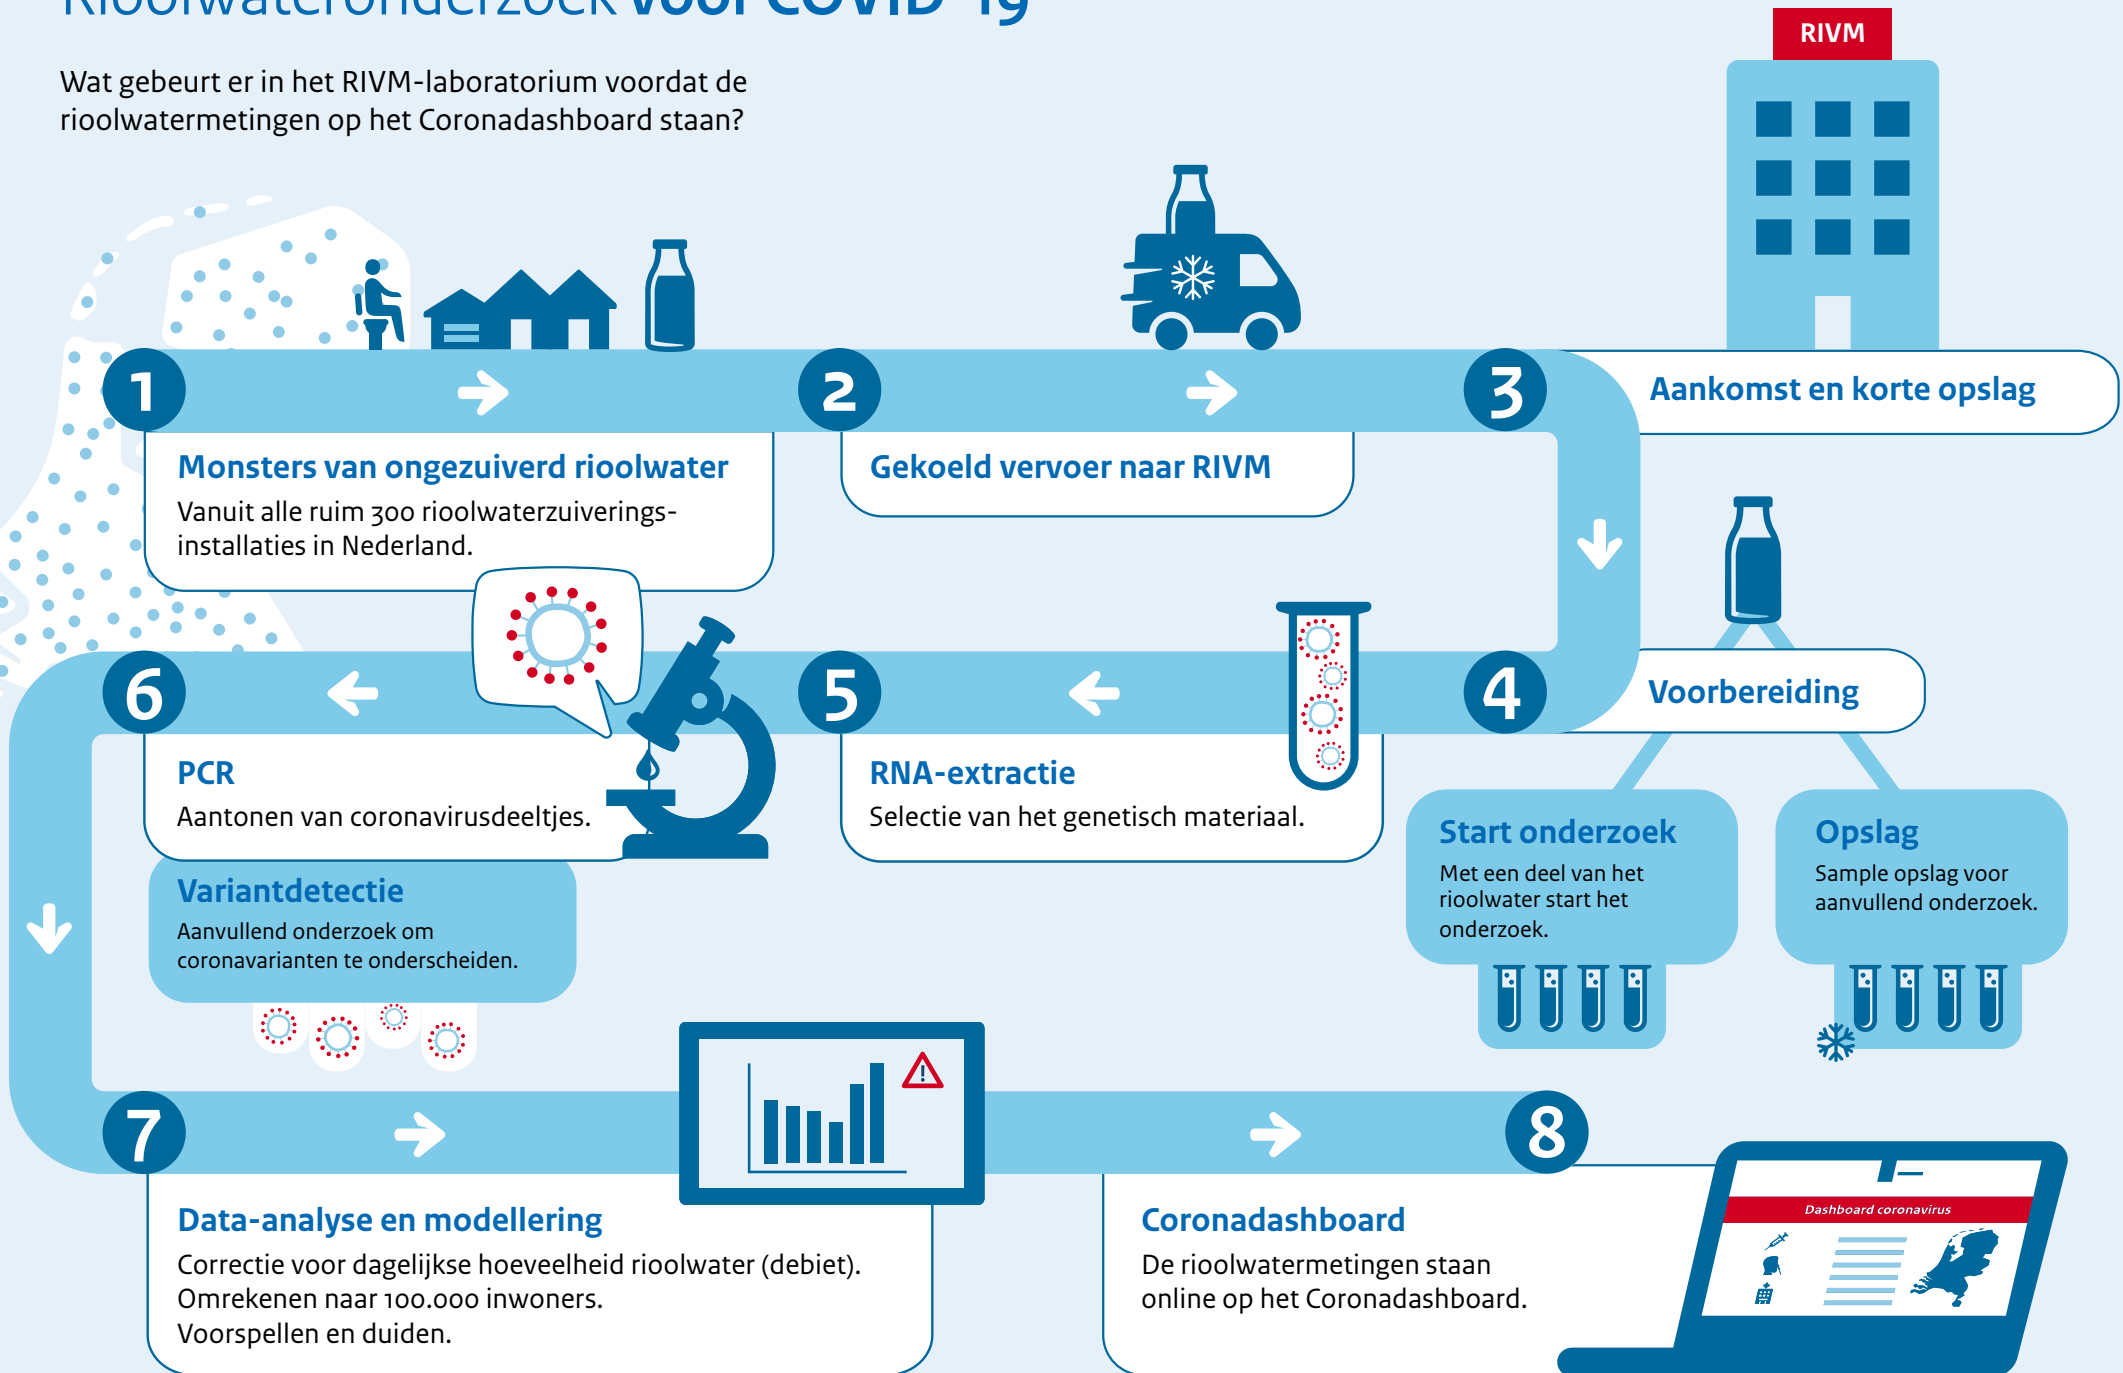 Rioolwateronderzoek voor COVID-19
Wat gebeurt er in het RIVM-laboratorium voordat de
rioolwatermetingen op het Coronadashboard staan?
RIVM
1
2
3
Aankomst en korte opslag
Monsters van ongezuiverd rioolwater
Vanuit alle ruim 300 rioolwaterzuiverings-
installaties in Nederland.
Gekoeld vervoer naar RIVM
4
Voorbereiding
Start onderzoek
Met een deel van het
rioolwater start het
onderzoek.
Opslag
Sample opslag voor
aanvullend onderzoek.
5
RNA-extractie
Selectie van het genetisch materiaal.
6
PCR
Aantonen van coronavirusdeeltjes.
Variantdetectie
Aanvullend onderzoek om
coronavarianten te onderscheiden.
7
Data-analyse en modellering
Correctie voor dagelijkse hoeveelheid rioolwater (debiet).
Omrekenen naar 100.000 inwoners.
Voorspellen en duiden.
!
8
Coronadashboard
De rioolwatermetingen staan
online op het Coronadashboard.
Dashboard coronavirus